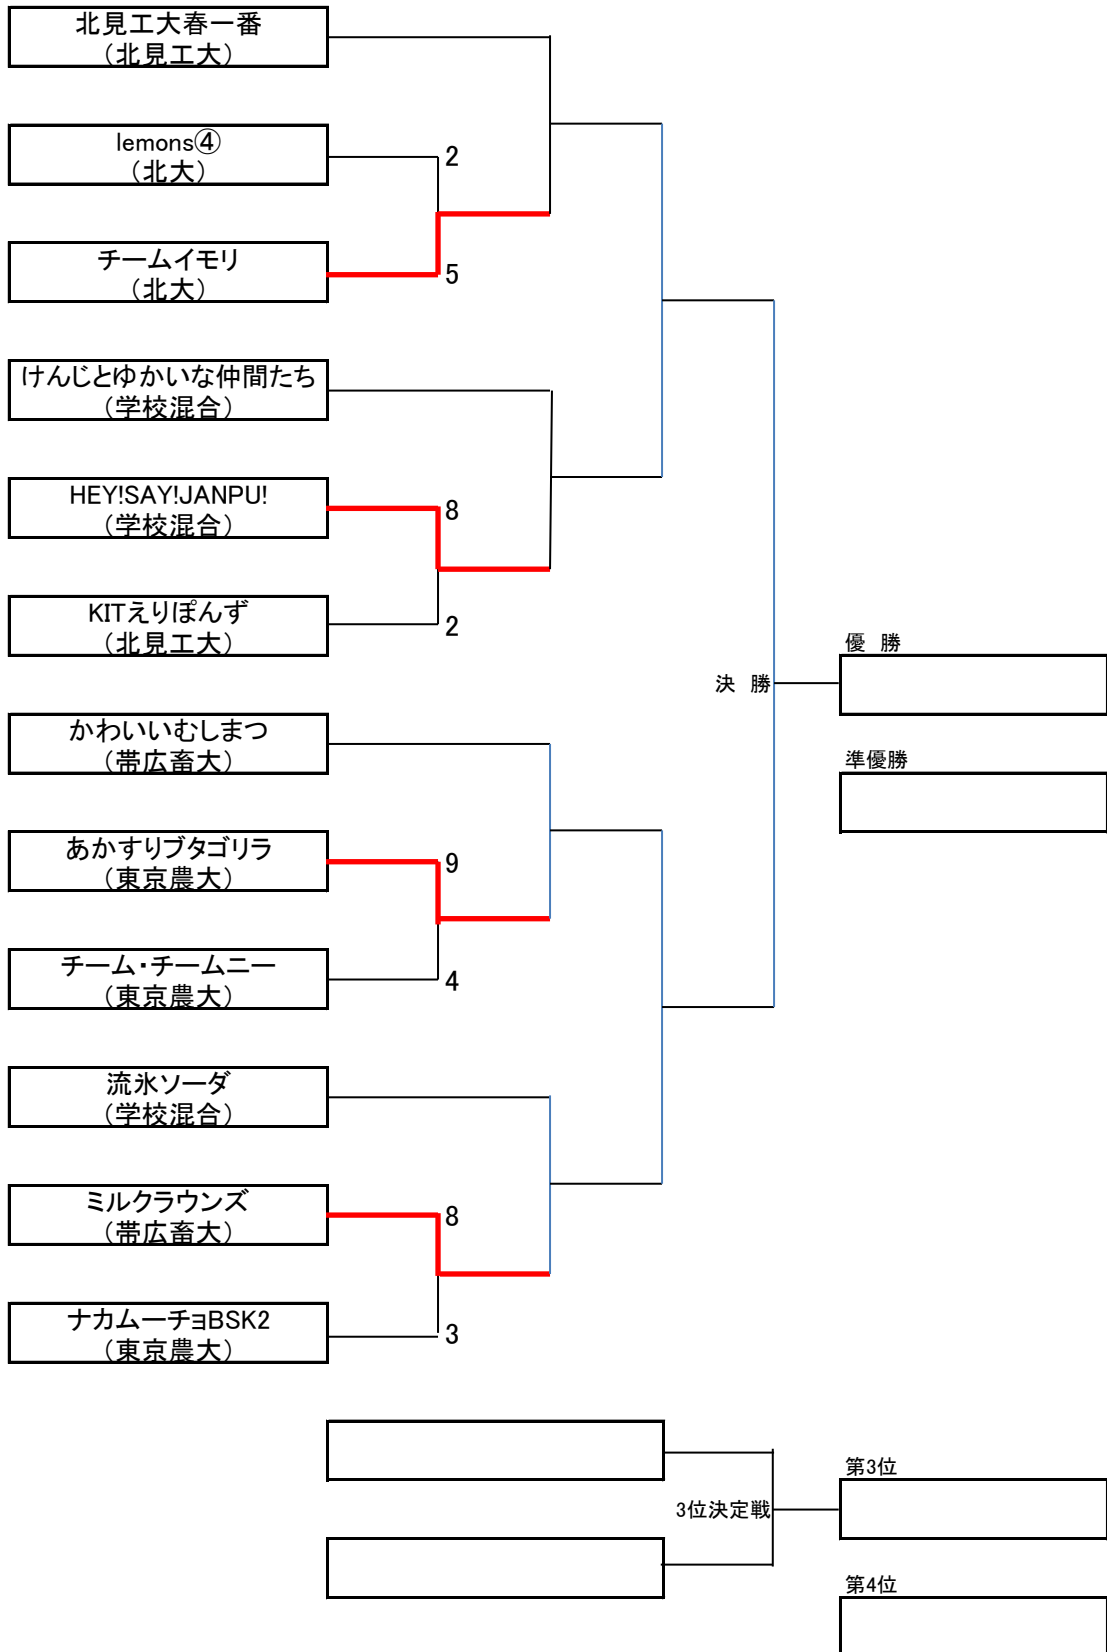 北見工大春一番
（北見工大）
lemons④
（北大）
2
チームイモリ
（北大）
5
けんじとゆかいな仲間たち
（学校混合）
HEY!SAY!JANPU!
（学校混合）
8
KITえりぽんず
（北見工大）
2
優　勝
決　勝
かわいいむしまつ
（帯広畜大）
準優勝
あかすりブタゴリラ
（東京農大）
9
チーム・チームニー
（東京農大）
4
流氷ソーダ
（学校混合）
ミルクラウンズ
（帯広畜大）
8
ナカムーチョBSK2
（東京農大）
3
第3位
3位決定戦
第4位